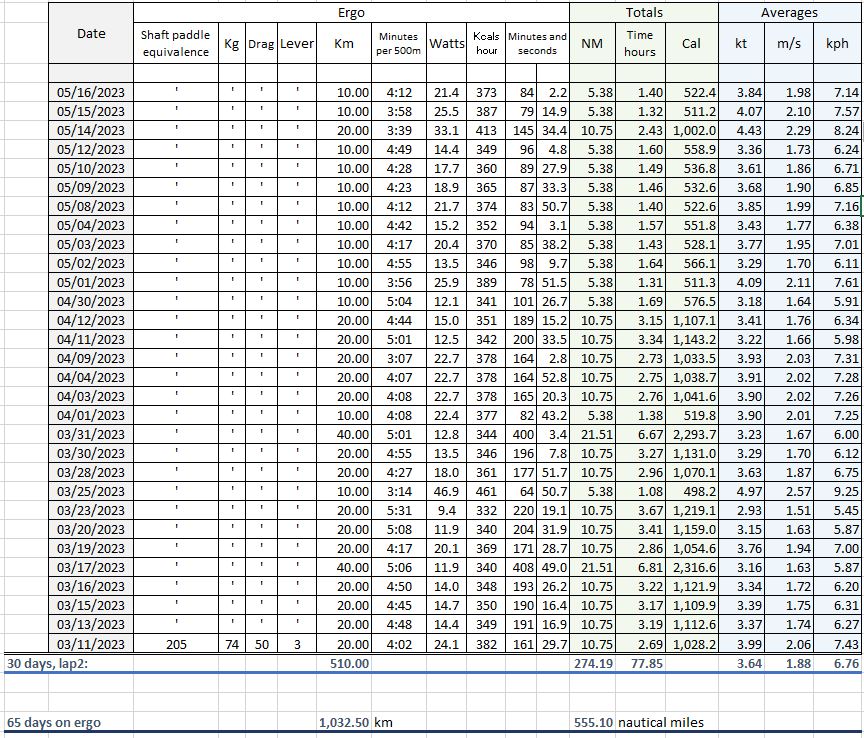 Ergo Totals Averages
Date Shaft paddle equivalence Kg Drag Lever Km Minutes per 500m Watts Kcals hour Minutes and seconds NM Time hours Cal kt m/s kph
05/16/2023 ' ' ' ' 10.00 4:12 21.4 373 84 2.2 5.38 1.40 522.4 3.84 1.98 7.14
05/15/2023 ' ' ' ' 10.00 3:58 25.5 387 79 14.9 5.38 1.32 511.2 4.07 2.10 7.57
05/14/2023 ' ' ' ' 20.00 3:39 33.1 413 145 34.4 10.75 2.43 1,002.0 4.43 2.29 8.24
05/12/2023 ' ' ' ' 10.00 4:49 14.4 349 96 4.8 5.38 1.60 558.9 3.36 1.73 6.24
05/10/2023 ' ' ' ' 10.00 4:28 17.7 360 89 27.9 5.38 1.49 536.8 3.61 1.86 6.71
05/09/2023 ' ' ' ' 10.00 4:23 18.9 365 87 33.3 5.38 1.46 532.6 3.68 1.90 6.85
05/08/2023 ' ' ' ' 10.00 4:12 21.7 374 83 50.7 5.38 1.40 522.6 3.85 1.99 7.16
05/04/2023 ' ' ' ' 10.00 4:42 15.2 352 94 3.1 5.38 1.57 551.8 3.43 1.77 6.38
05/03/2023 ' ' ' ' 10.00 4:17 20.4 370 85 38.2 5.38 1.43 528.1 3.77 1.95 7.01
05/02/2023 ' ' ' ' 10.00 4:55 13.5 346 98 9.7 5.38 1.64 566.1 3.29 1.70 6.11
05/01/2023 ' ' ' ' 10.00 3:56 25.9 389 78 51.5 5.38 1.31 511.3 4.09 2.11 7.61
04/30/2023 ' ' ' ' 10.00 5:04 12.1 341 101 26.7 5.38 1.69 576.5 3.18 1.64 5.91
04/12/2023 ' ' ' ' 20.00 4:44 15.0 351 189 15.2 10.75 3.15 1,107.1 3.41 1.76 6.34
04/11/2023 ' ' ' ' 20.00 5:01 12.5 342 200 33.5 10.75 3.34 1,143.2 3.22 1.66 5.98
04/09/2023 ' ' ' ' 20.00 3:07 22.7 378 164 2.8 10.75 2.73 1,033.5 3.93 2.03 7.31
04/04/2023 ' ' ' ' 20.00 4:07 22.7 378 164 52.8 10.75 2.75 1,038.7 3.91 2.02 7.28
04/03/2023 ' ' ' ' 20.00 4:08 22.7 378 165 20.3 10.75 2.76 1,041.6 3.90 2.02 7.26
04/01/2023 ' ' ' ' 10.00 4:08 22.4 377 82 43.2 5.38 1.38 519.8 3.90 2.01 7.25
03/31/2023 ' ' ' ' 40.00 5:01 12.8 344 400 3.4 21.51 6.67 2,293.7 3.23 1.67 6.00
03/30/2023 ' ' ' ' 20.00 4:55 13.5 346 196 7.8 10.75 3.27 1,131.0 3.29 1.70 6.12
03/28/2023 ' ' ' ' 20.00 4:27 18.0 361 177 51.7 10.75 2.96 1,070.1 3.63 1.87 6.75
03/25/2023 ' ' ' ' 10.00 3:14 46.9 461 64 50.7 5.38 1.08 498.2 4.97 2.57 9.25
03/23/2023 ' ' ' ' 20.00 5:31 9.4 332 220 19.1 10.75 3.67 1,219.1 2.93 1.51 5.45
03/20/2023 ' ' ' ' 20.00 5:08 11.9 340 204 31.9 10.75 3.41 1,159.0 3.15 1.63 5.87
03/19/2023 ' ' ' ' 20.00 4:17 20.1 369 171 28.7 10.75 2.86 1,054.6 3.76 1.94 7.00
03/17/2023 ' ' ' ' 40.00 5:06 11.9 340 408 49.0 21.51 6.81 2,316.6 3.16 1.63 5.87
03/16/2023 ' ' ' ' 20.00 4:50 14.0 348 193 26.2 10.75 3.22 1,121.9 3.34 1.72 6.20
03/15/2023 ' ' ' ' 20.00 4:45 14.7 350 190 16.4 10.75 3.17 1,109.9 3.39 1.75 6.31
03/13/2023 ' ' ' ' 20.00 4:48 14.4 349 191 16.9 10.75 3.19 1,112.6 3.37 1.74 6.27
03/11/2023 205 74 50 3 20.00 4:02 24.1 382 161 29.7 10.75 2.69 1,028.2 3.99 2.06 7.43
30 days, lap2: 510.00 274.19 77.85 3.64 1.88 6.76
65 days on ergo 1,032.50 km 555.10 nautical miles